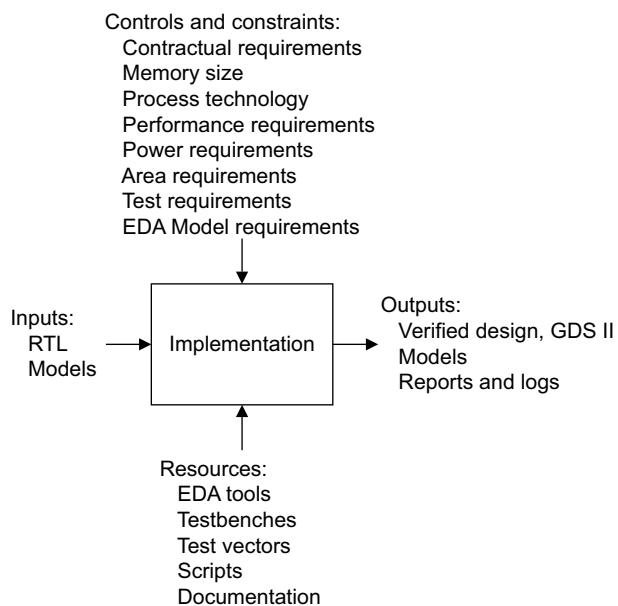 Controls and constraints:
Contractual requirements
Memory size
Process technology
Performance requirements
Power requirements
Area requirements
Test requirements
EDA Model requirements
Inputs:
RTL
Models
Implementation
Outputs:
Verified design, GDS II
Models
Reports and logs
Resources:
EDA tools
Testbenches
Test vectors
Scripts
Documentation